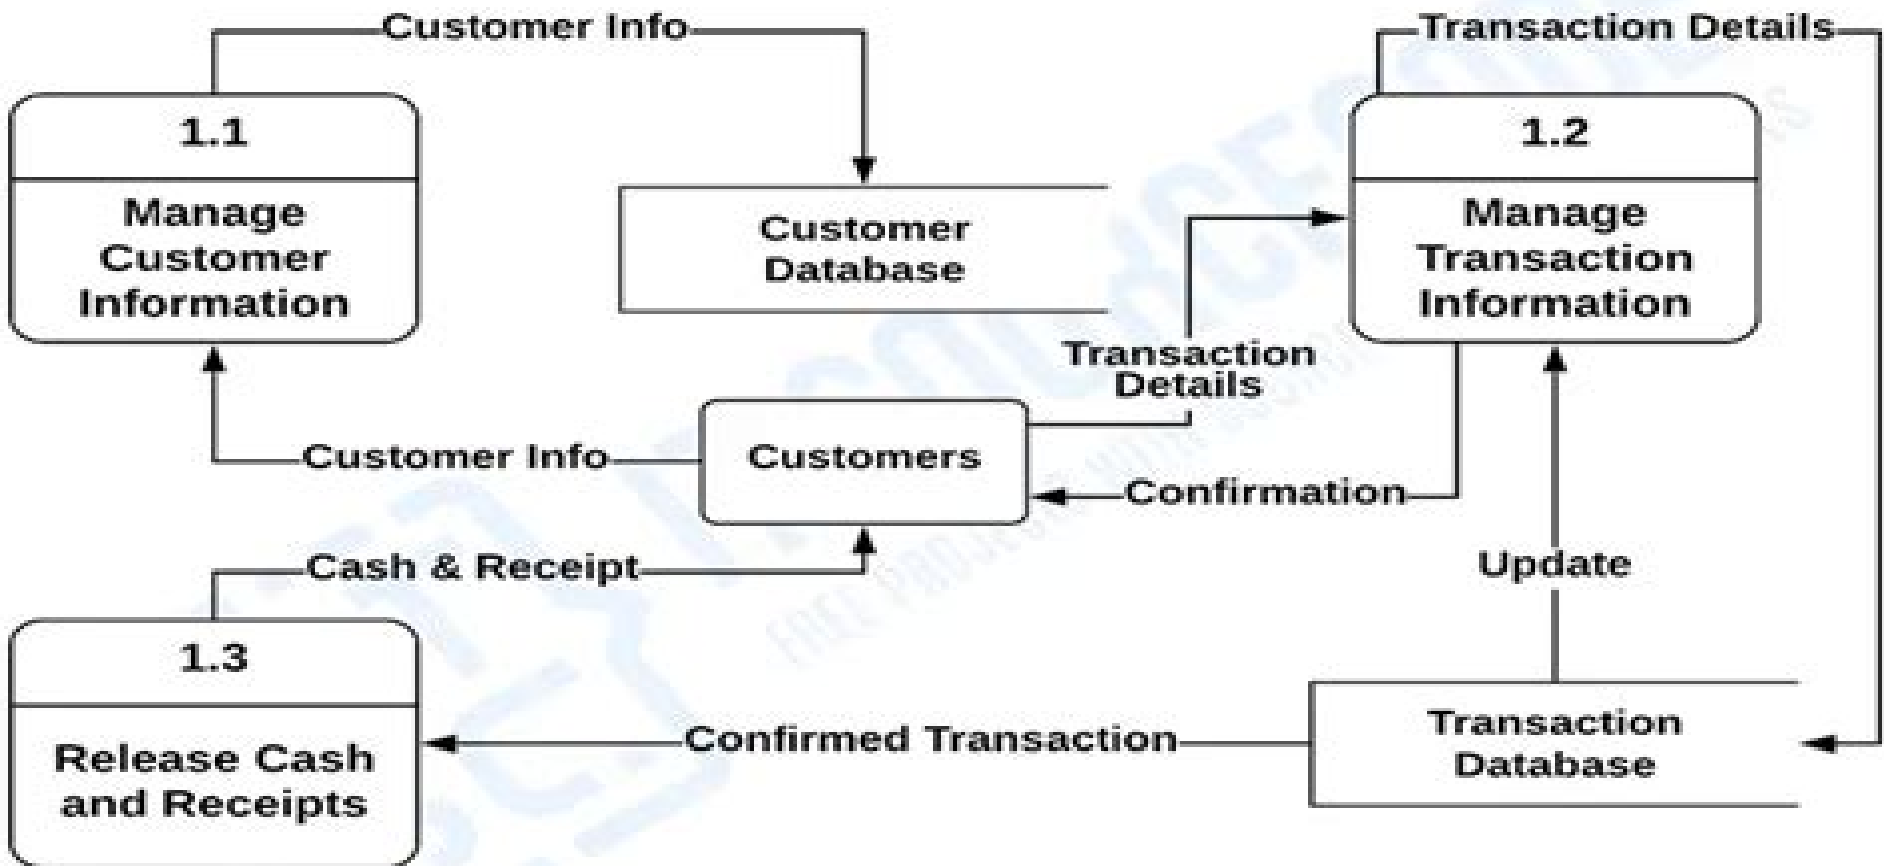 Customer Info
Transaction Details
1.1
Manage
Customer
Information
Customer
Database
1.2
Manage
Transaction
Information
Transaction
Details
Customer Info
Customers
Confirmation
Cash & Receipt
Update
1.3
Release Cash
and Receipts
Confirmed Transaction
Transaction
Database